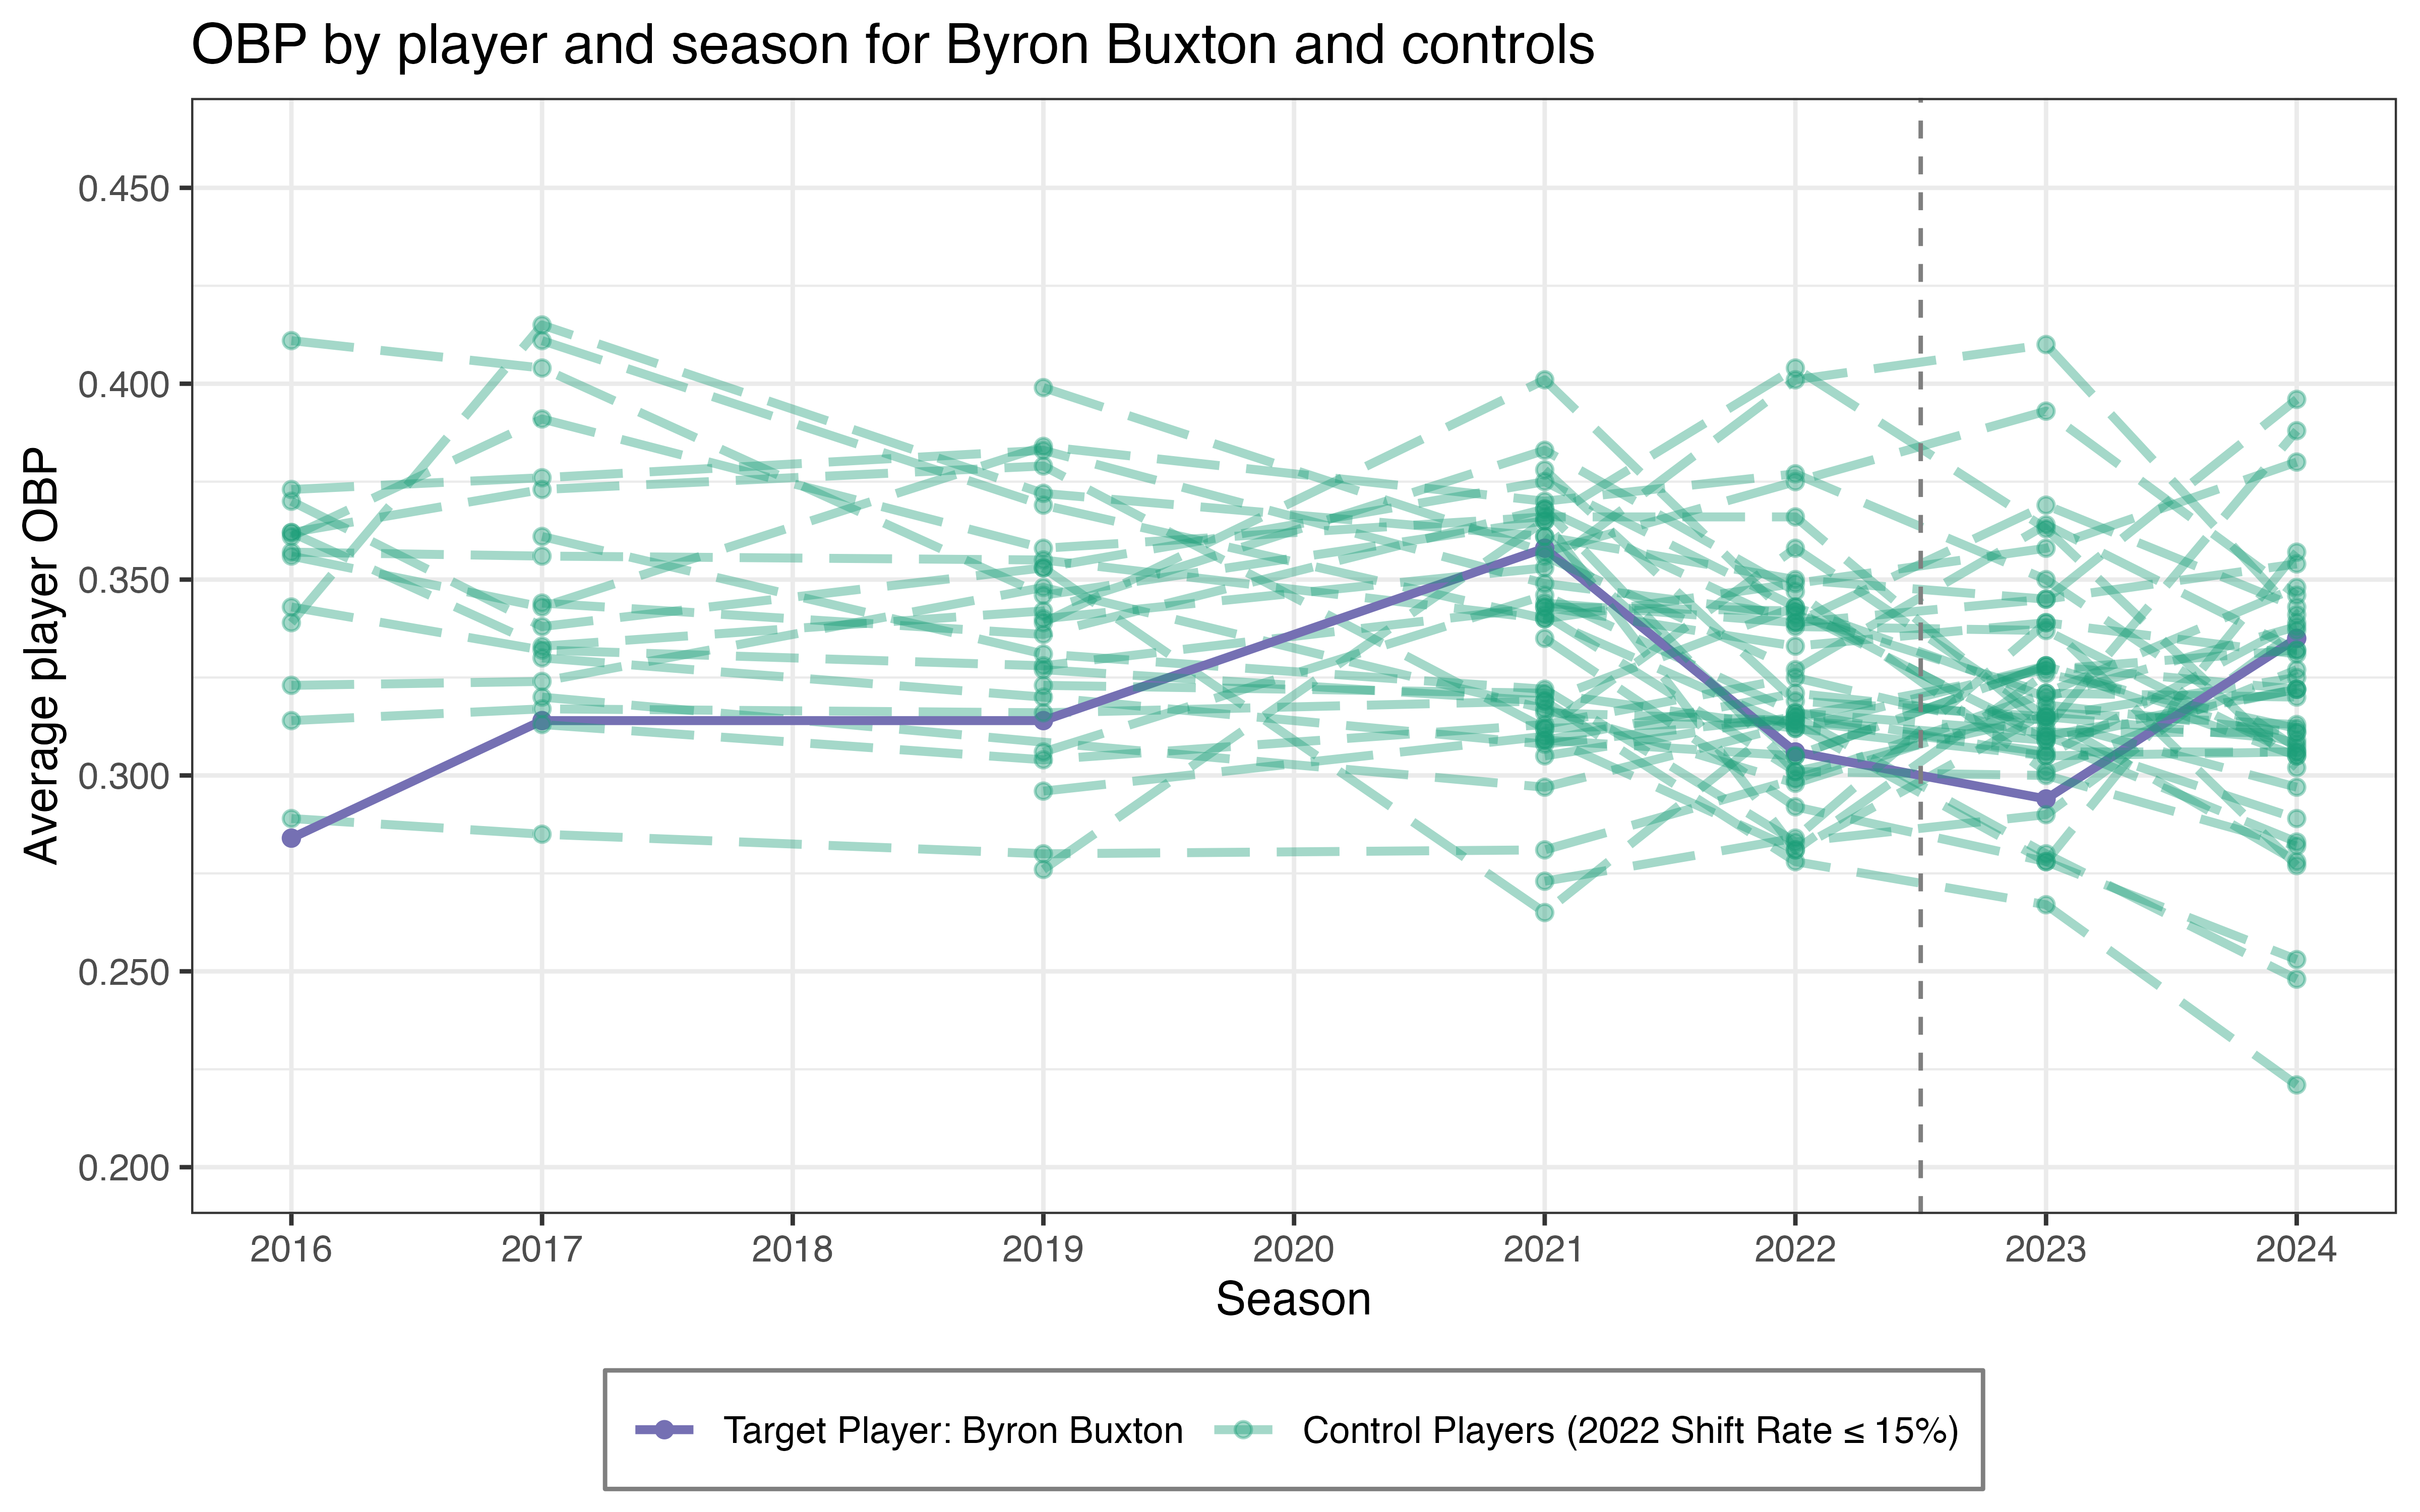 OBP by player and season for Byron Buxton and controls
Average player OBP
0.450
0.400
0.350
0.300
0.250
0.200
2016 2017 2018 2019 2020 2021 2022 2023 2024
Season
Target Player: Byron Buxton Control Players (2022 Shift Rate ≤ 15%)